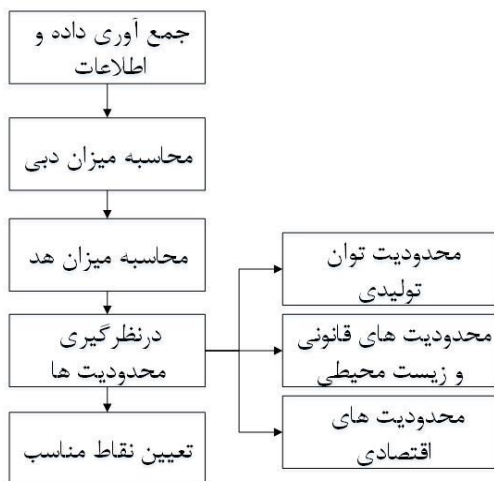 جمع آوری داده و
اطلاعات
محاسبه میزان دبی
محاسبه میزان هد
درنظرگیری
محدودیت ها
تعیین نقاط مناسب
محدودیت توان
تولیدی
محدودیت های قانونی
و زیست محیطی
محدودیت های
اقتصادی